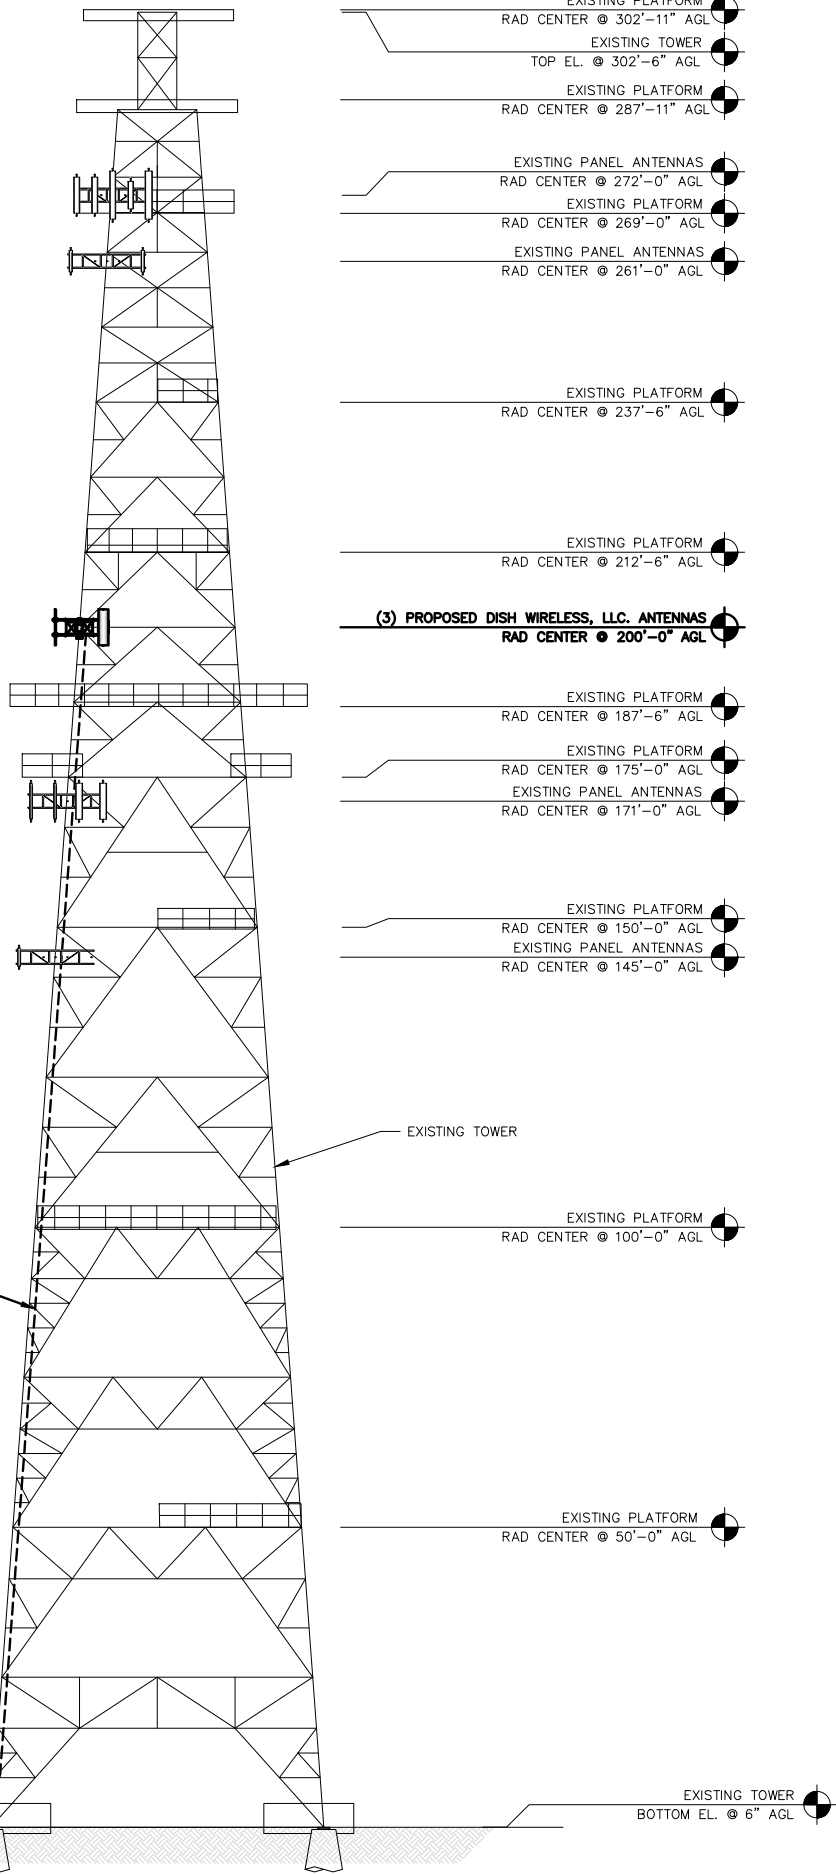 EXISTING PLATFORM
RAD CENTER @ 302'-11" AGL
EXISTING TOWER
TOP EL. @ 302'-6" AGL
EXISTING PLATFORM
RAD CENTER @ 287'-11" AGL
EXISTING PANEL ANTENNAS
RAD CENTER @ 272'-0" AGL
EXISTING PLATFORM
RAD CENTER @ 269'-0" AGL
EXISTING PANEL ANTENNAS
RAD CENTER @ 261'-0" AGL
EXISTING PLATFORM
RAD CENTER @ 237'-6" AGL
EXISTING PLATFORM
RAD CENTER @ 212'-6" AGL
(3) PROPOSED DISH WIRELESS, LLC. ANTENNAS
RAD CENTER @ 200'-0" AGL
EXISTING PLATFORM
RAD CENTER @ 187'-6" AGL
EXISTING PLATFORM
RAD CENTER @ 175'-0" AGL
EXISTING PANEL ANTENNAS
RAD CENTER @ 171'-0" AGL
EXISTING PLATFORM
RAD CENTER @ 150'-0" AGL
EXISTING PANEL ANTENNAS
RAD CENTER @ 145'-0" AGL
EXISTING TOWER
EXISTING PLATFORM
RAD CENTER @ 100'-0" AGL
EXISTING PLATFORM
RAD CENTER @ 50'-0" AGL
EXISTING TOWER
BOTTOM EL. @ 6" AGL